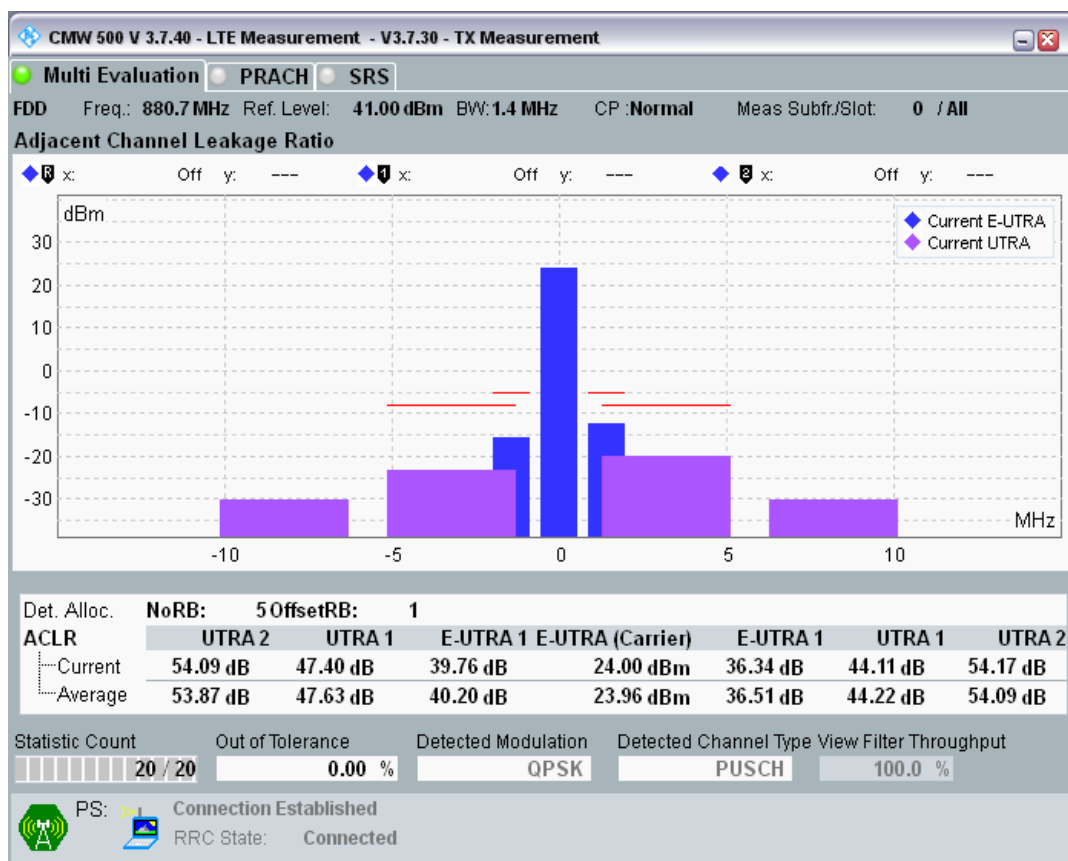 CMW 500 V 3.7.40 - LTE Measurement - V3.7.30 - TX Measurement
Multi Evaluation PRACH SRS
FDD Freq.: 880.7 MHz Ref. Level: 41.00 dBm BW:1.4 MHz CP :Normal Meas Subfr./Slot: 0 / All
Adjacent Channel Leakage Ratio
R x: Off y: --- 1 x: Off y: --- 2 x: Off y: ---
dBm
Current E-UTRA
Current UTRA
30
20
10
0
-10
-20
-30
MHz
-10 -5 0 5 10
Det. Alloc. NoRB: 5 OffsetRB: 1
ACLR UTRA 2 UTRA 1 E-UTRA 1 E-UTRA (Carrier) E-UTRA 1 UTRA 1 UTRA 2
Current 54.09 dB 47.40 dB 39.76 dB 24.00 dBm 36.34 dB 44.11 dB 54.17 dB
Average 53.87 dB 47.63 dB 40.20 dB 23.96 dBm 36.51 dB 44.22 dB 54.09 dB
Statistic Count Out of Tolerance Detected Modulation Detected Channel Type View Filter Throughput
20 / 20 0.00 % QPSK PUSCH 100.0 %
PS: Connection Established
RRC State: Connected